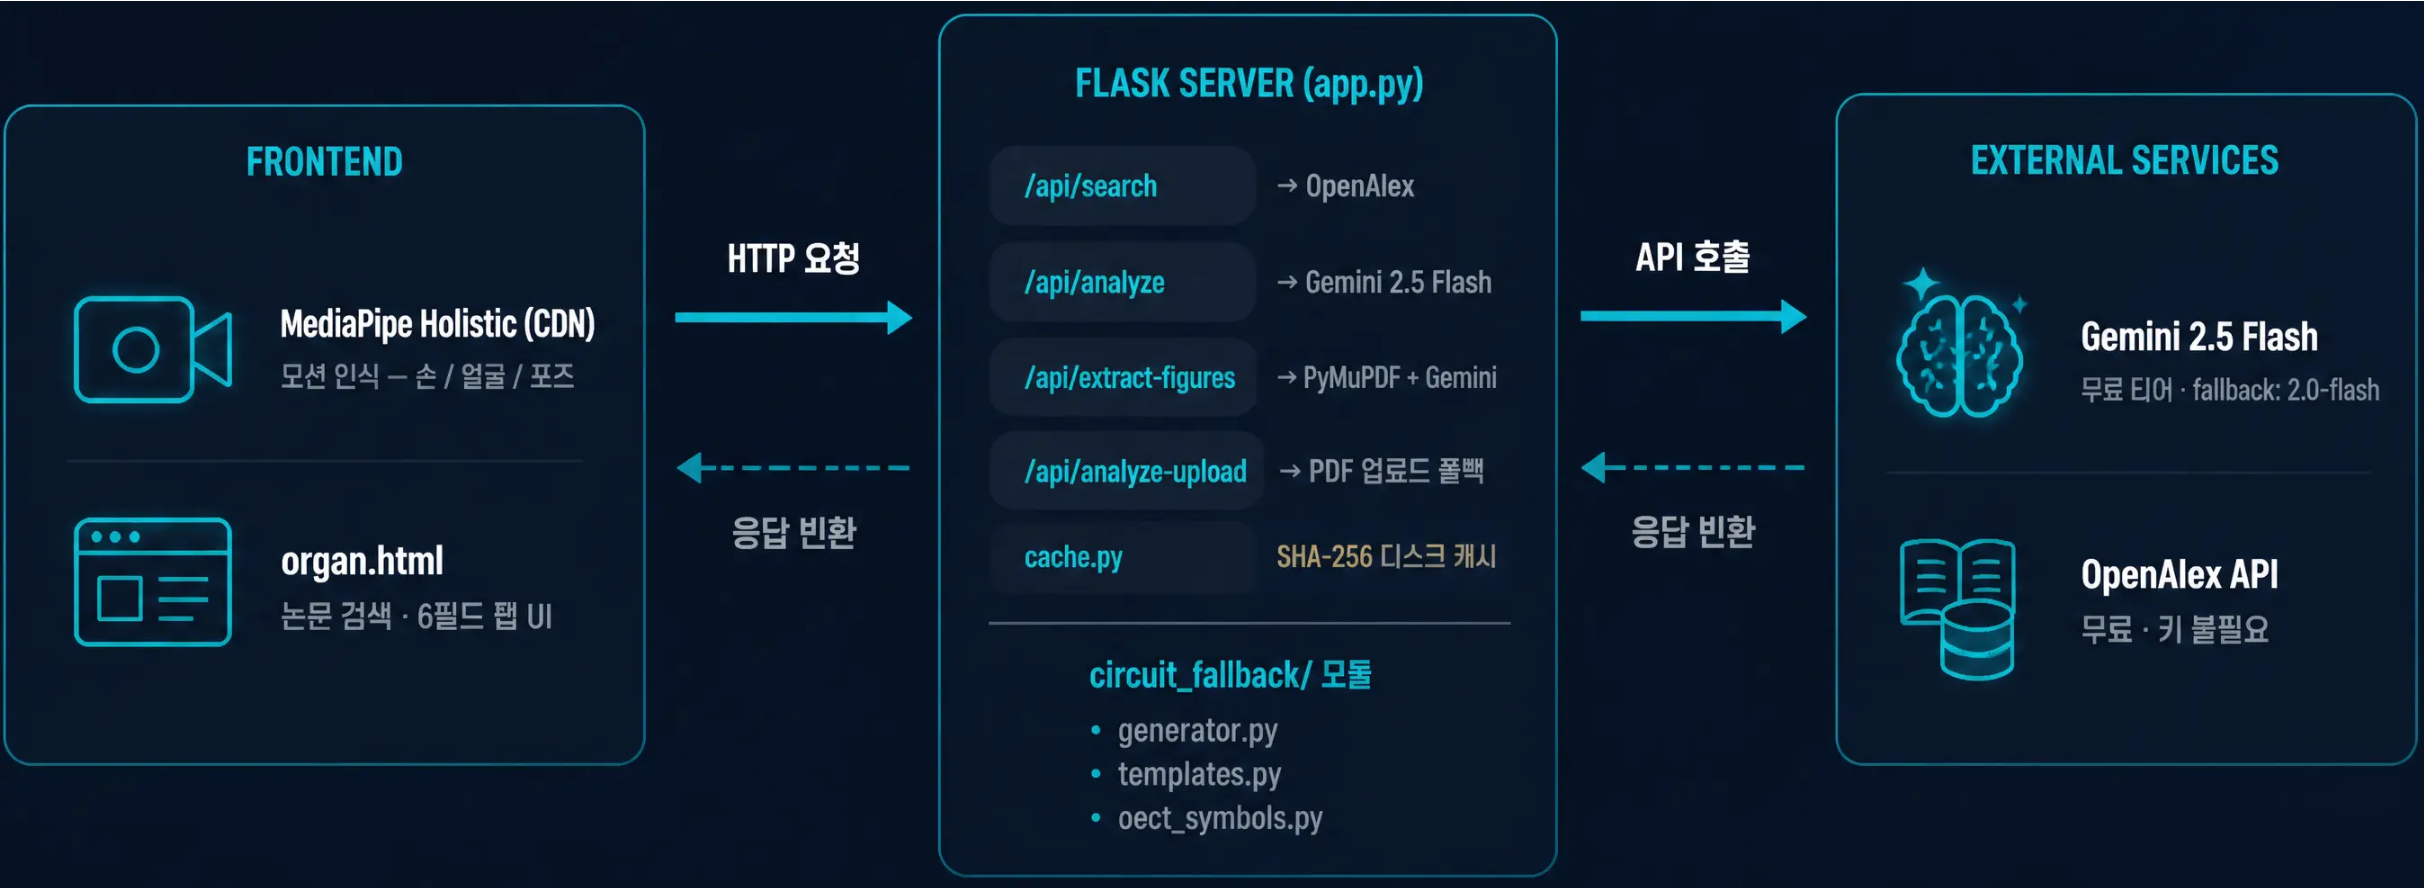 FRONTEND
MediaPipe Holistic (CDN)
모션 인식 – 손 / 얼굴 / 포즈
organ.html
논문 검색 · 6필드 탭 UI
HTTP 요청
응답 빈환
FLASK SERVER (app.py)
/api/search → OpenAlex
/api/analyze → Gemini 2.5 Flash
/api/extract-figures → PyMuPDF + Gemini
/api/analyze-upload → PDF 업료드 폴백
cache.py SHA-256 디스크 캐시
circuit_fallback/ 모둘
• generator.py
• templates.py
• oect_symbols.py
API 호출
응답 빈환
EXTERNAL SERVICES
Gemini 2.5 Flash
무료 티어 · fallback: 2.0-flash
OpenAlex API
무료 · 키 불필요